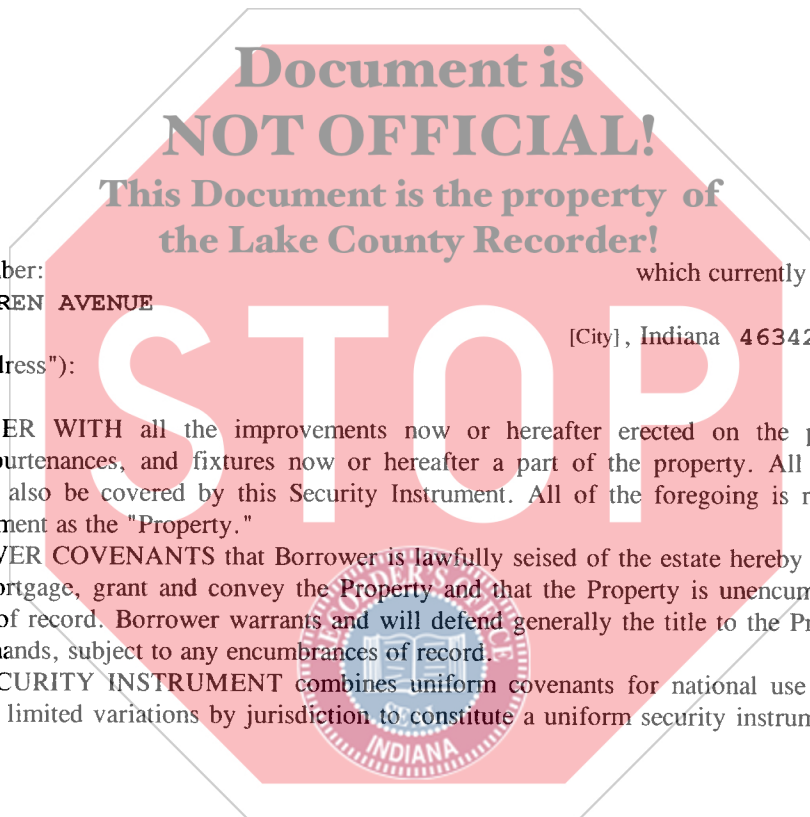 Document is
NOT OFFICIAL!
This Document is the property of
the Lake County Recorder!
ber: which currently
REN AVENUE
[City], Indiana 46342
dress"):
STOP
ER WITH all the improvements now or hereafter erected on the p
purtenances, and fixtures now or hereafter a part of the property. All
also be covered by this Security Instrument. All of the foregoing is r
ment as the "Property."
VER COVENANTS that Borrower is lawfully seised of the estate hereby
ortgage, grant and convey the Property and that the Property is unencum
of record. Borrower warrants and will defend generally the title to the Pr
ands, subject to any encumbrances of record.
CURITY INSTRUMENT combines uniform covenants for national use
limited variations by jurisdiction to constitute a uniform security instrum
RECORDER'S OFFICE
SEAL
INDIANA